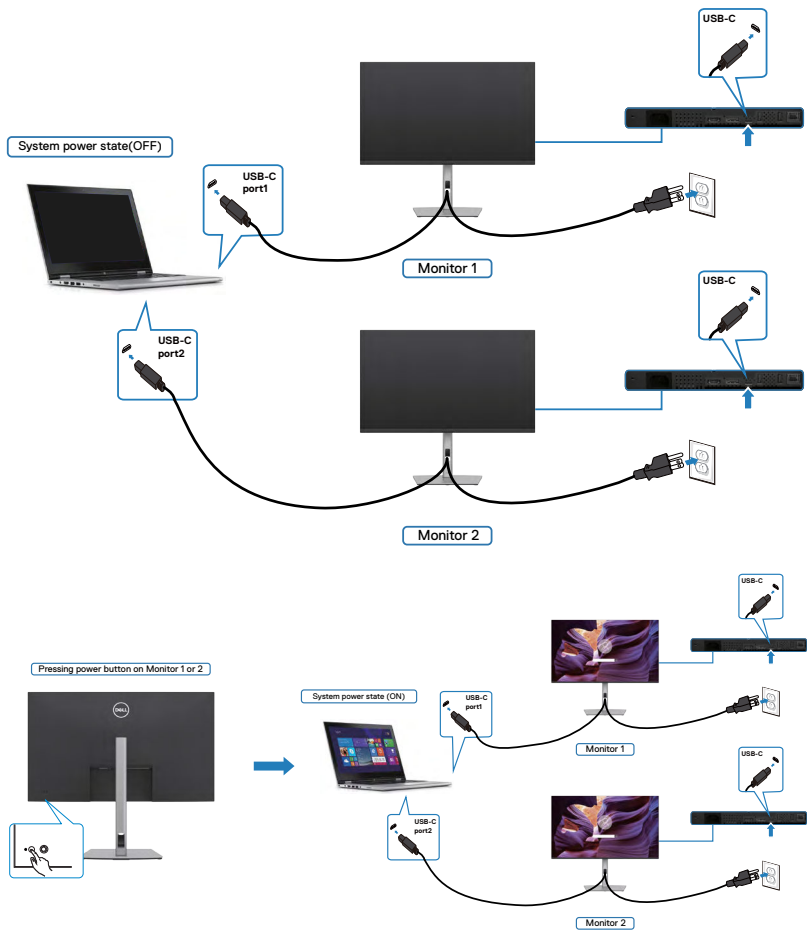 USB-C
System power state(OFF)
USB-C
port1
Monitor 1
USB-C
USB-C
port2
Monitor 2
USB-C
Pressing power button on Monitor 1 or 2
System power state (ON)
USB-C
port1
DELL
Monitor 1
USB-C
USB-C
port2
Monitor 2